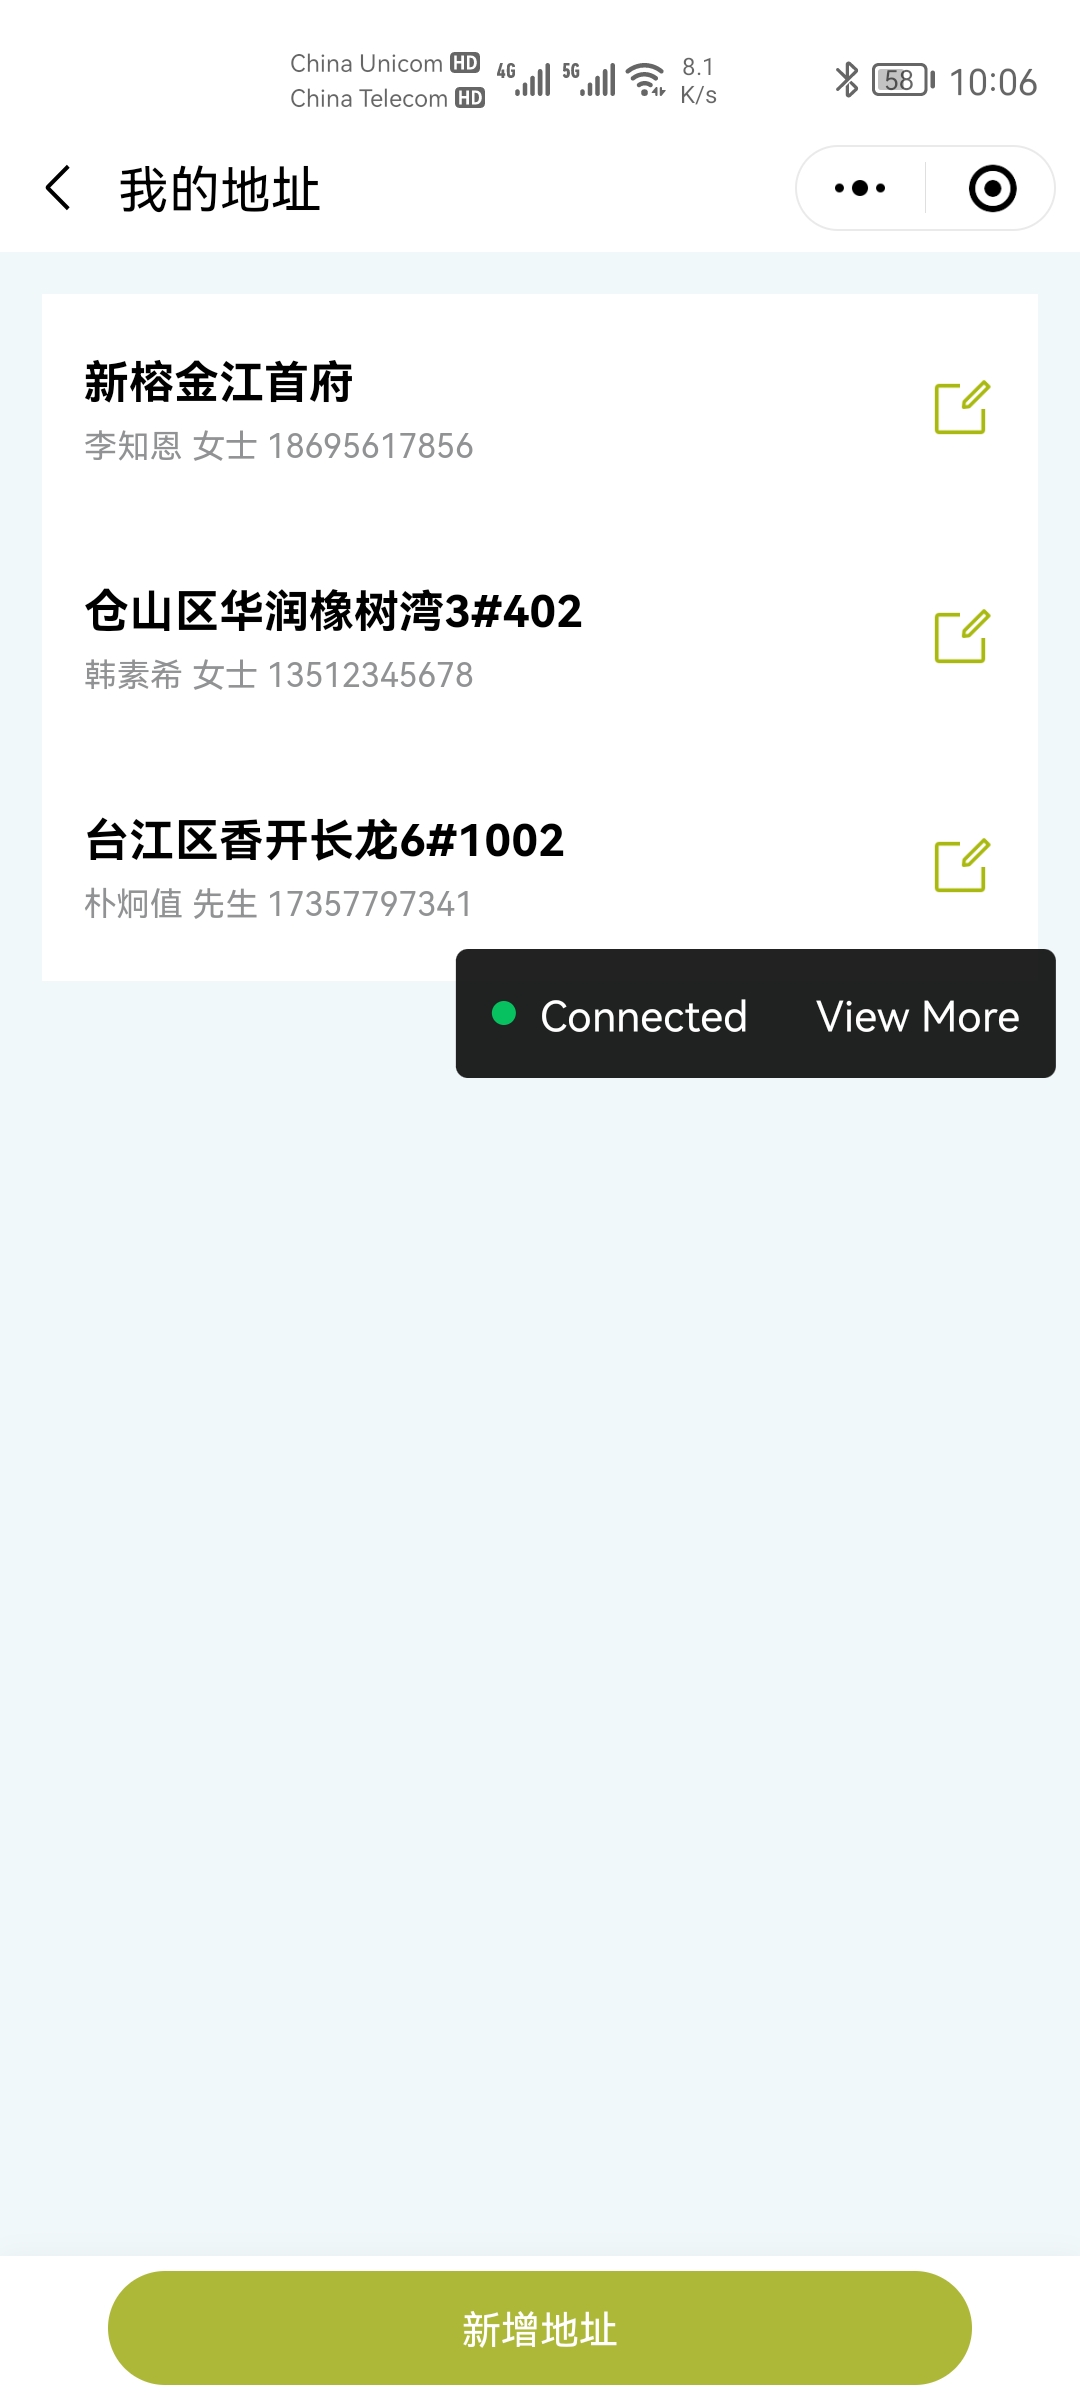 China Unicom HD
China Telecom HD
4G
5G
8.1
K/s
58
10:06
我的地址
新榕金江首府
李知恩 女士 18695617856
仓山区华润橡树湾3#402
韩素希 女士 13512345678
台江区香开长龙6#1002
朴炯值 先生 17357797341
Connected View More
新增地址